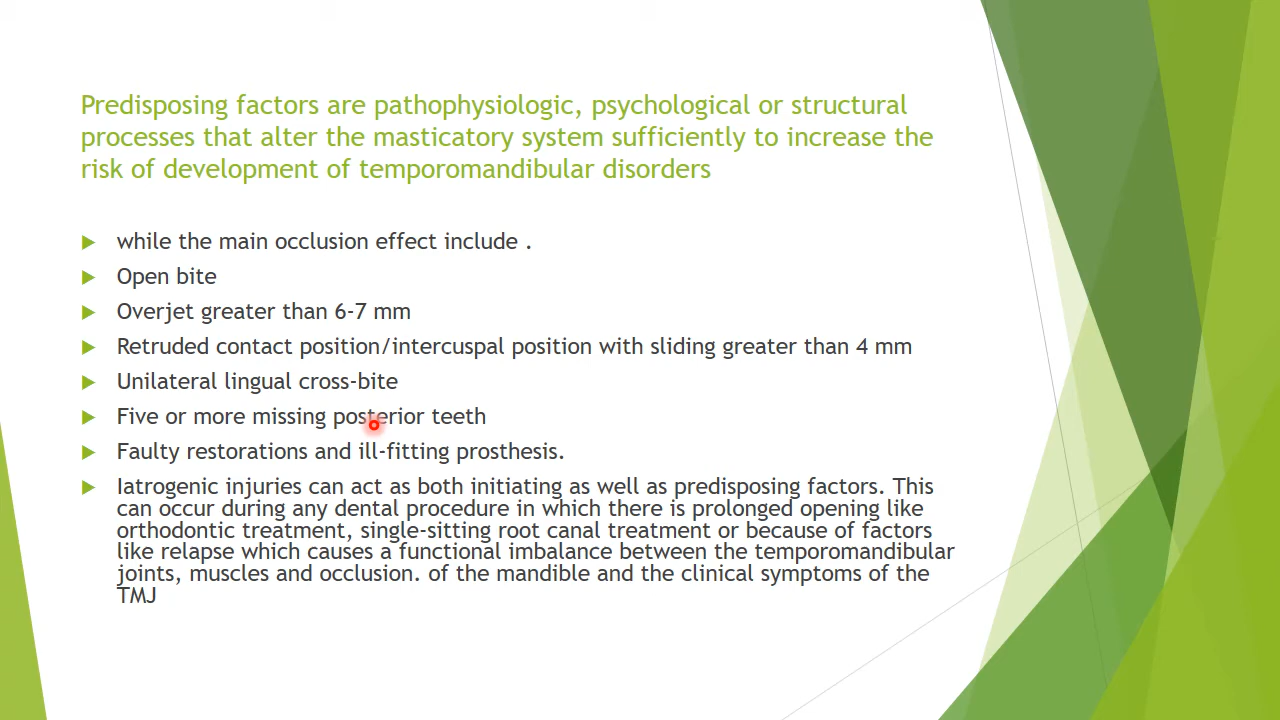 Predisposing factors are pathophysiologic, psychological or structural
processes that alter the masticatory system sufficiently to increase the
risk of development of temporomandibular disorders
while the main occlusion effect include .
Open bite
Overjet greater than 6-7 mm
Retruded contact position/intercuspal position with sliding greater than 4 mm
Unilateral lingual cross-bite
Five or more missing posterior teeth
Faulty restorations and ill-fitting prosthesis.
Iatrogenic injuries can act as both initiating as well as predisposing factors. This
can occur during any dental procedure in which there is prolonged opening like
orthodontic treatment, single-sitting root canal treatment or because of factors
like relapse which causes a functional imbalance between the temporomandibular
joints, muscles and occlusion. of the mandible and the clinical symptoms of the
TMJ